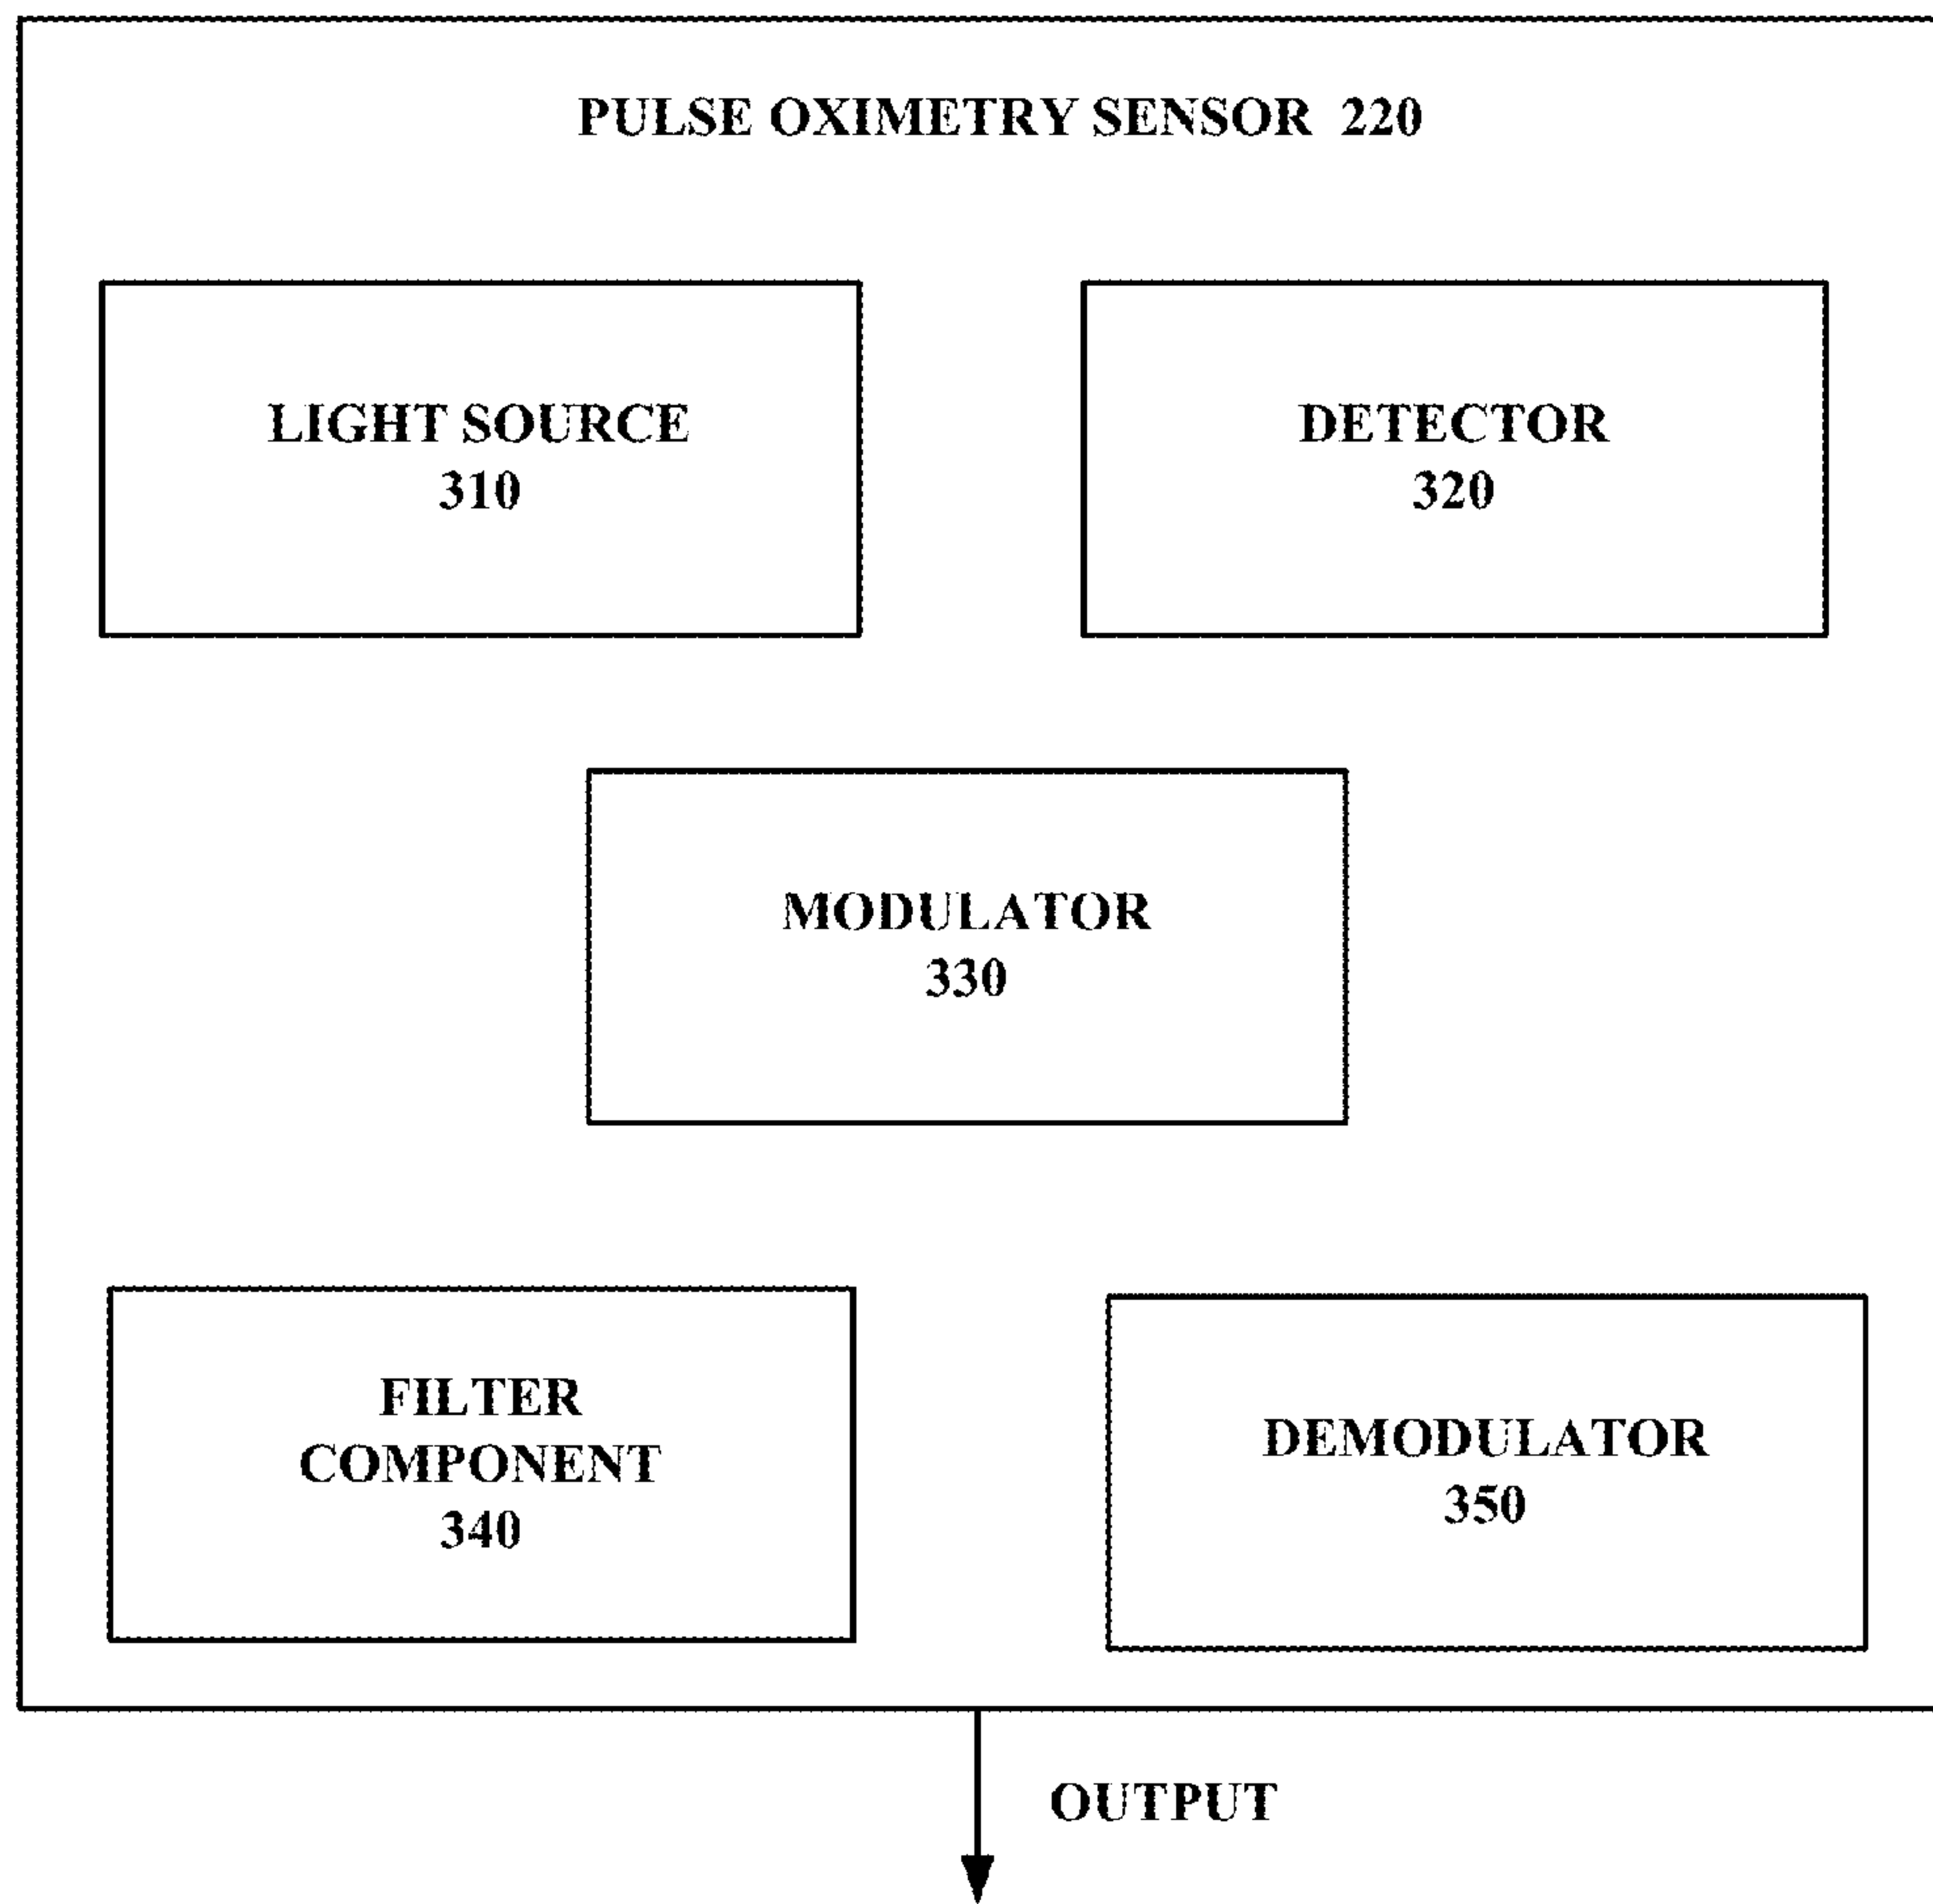 PULSE OXIMETRY SENSOR 220
LIGHT SOURCE
310
DETECTOR
320
MODULATOR
330
FILTER
COMPONENT
340
DEMODULATOR
350
OUTPUT